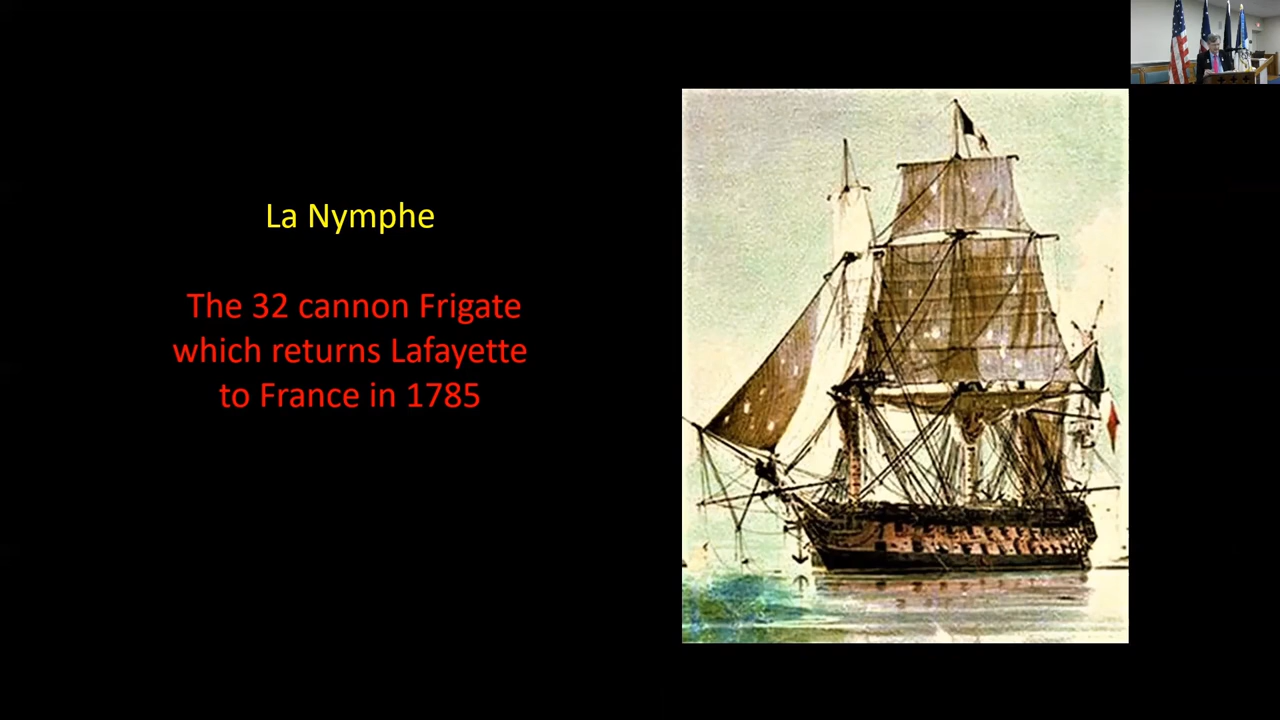 La Nymphe
The 32 cannon Frigate
which returns Lafayette
to France in 1785